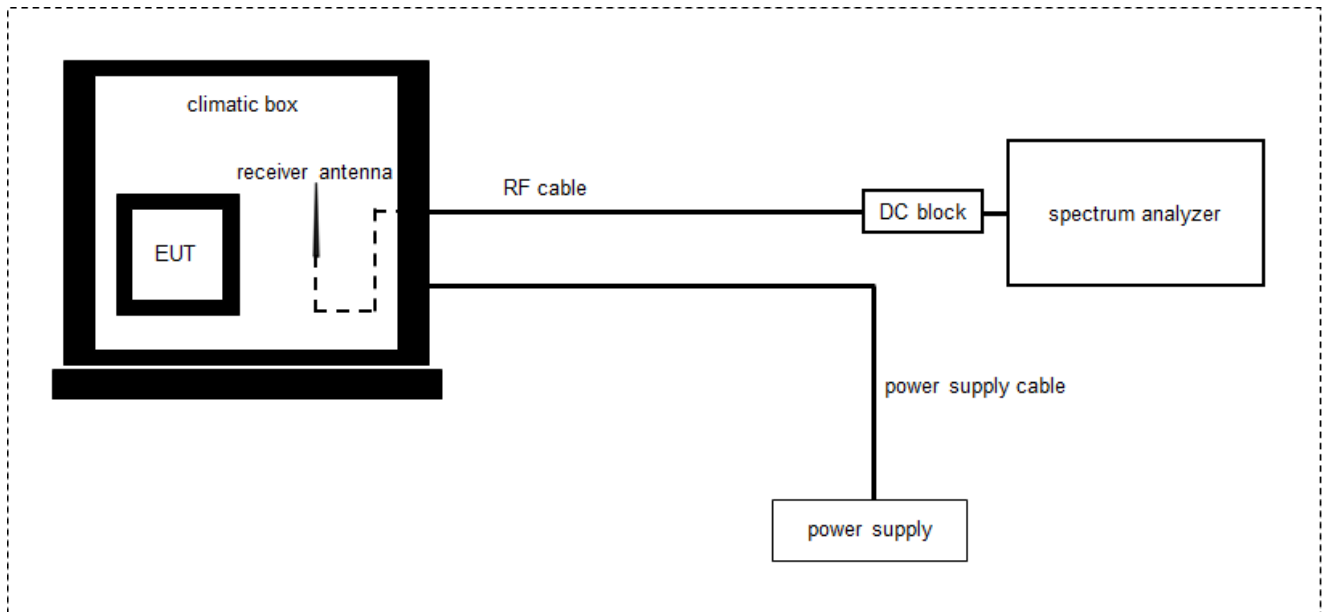 climatic box
receiver antenna
RF cable
DC block
spectrum analyzer
EUT
power supply cable
power supply